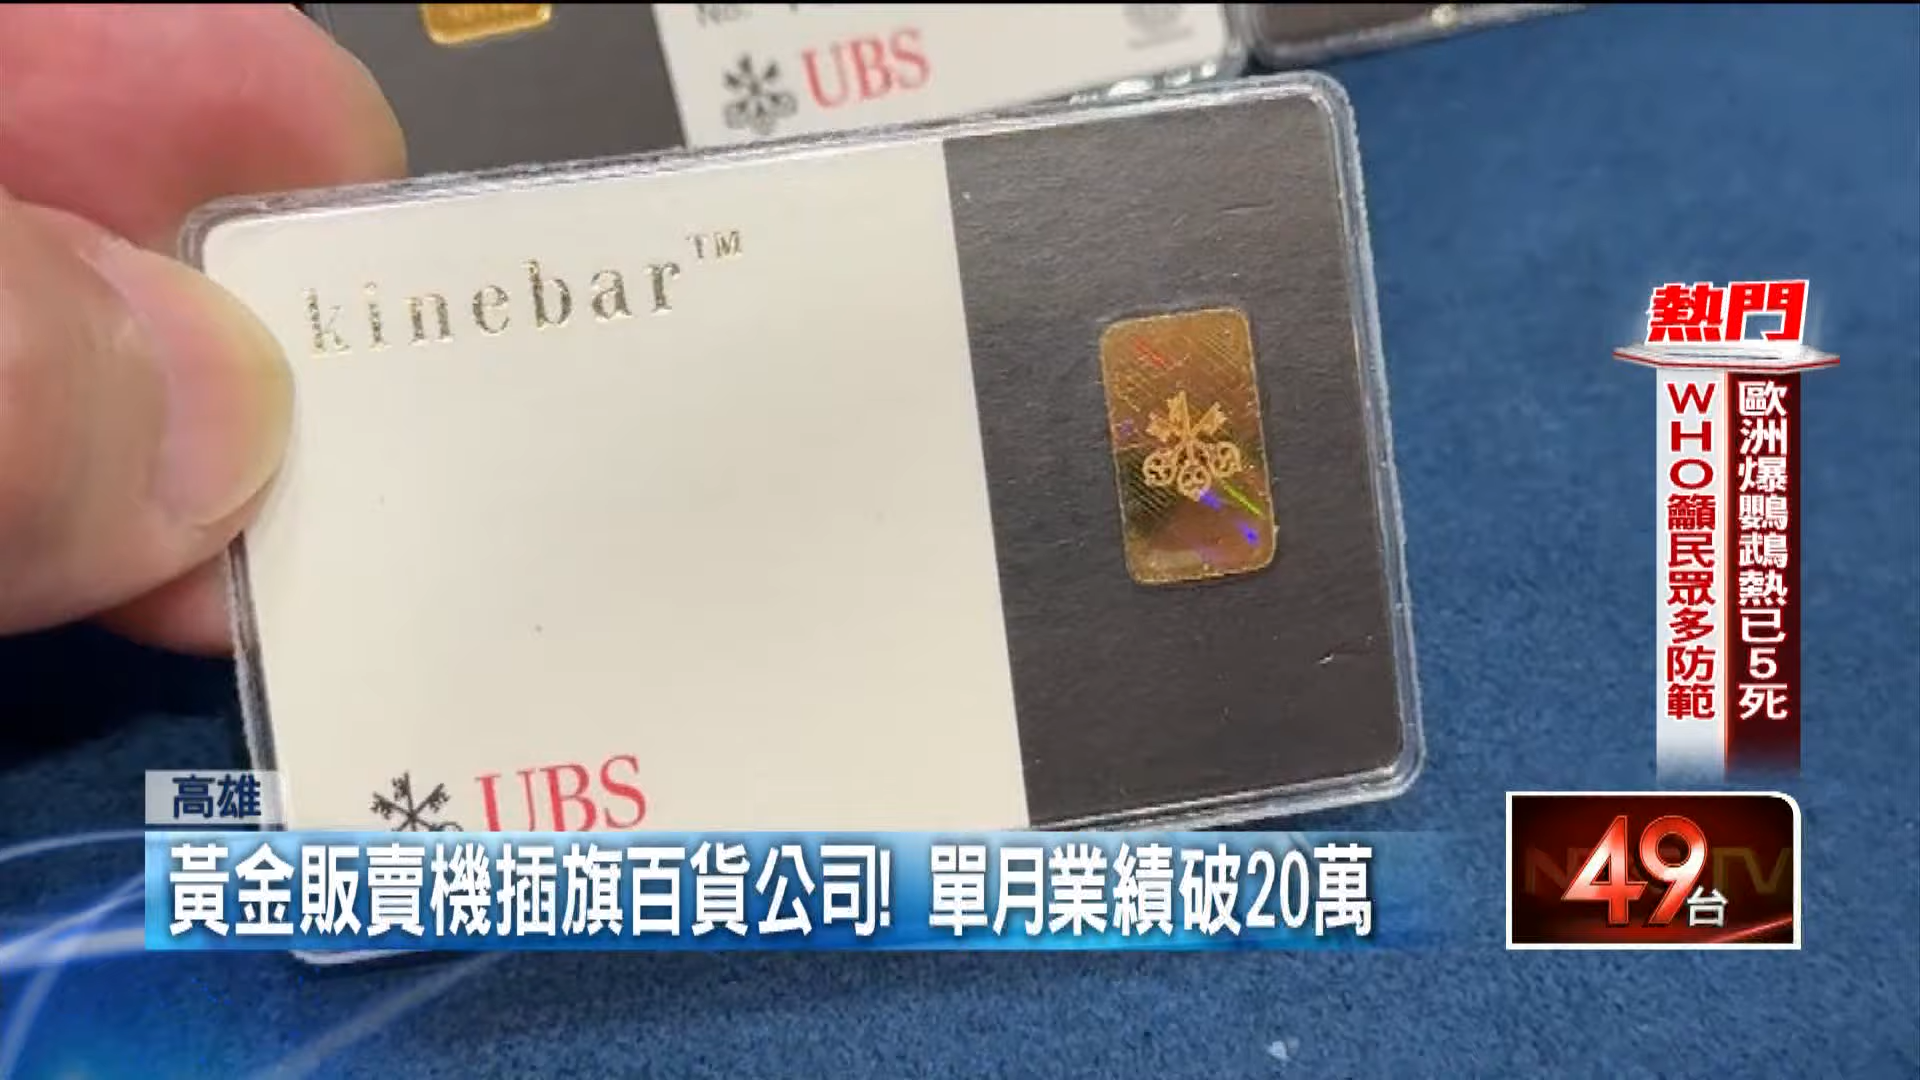 UBS
kinebar™
UBS
熱門
歐洲爆鸚鵡熱已5死
WHO籲民眾多防範
高雄
黃金販賣機插旗百貨公司! 單月業績破20萬
49台